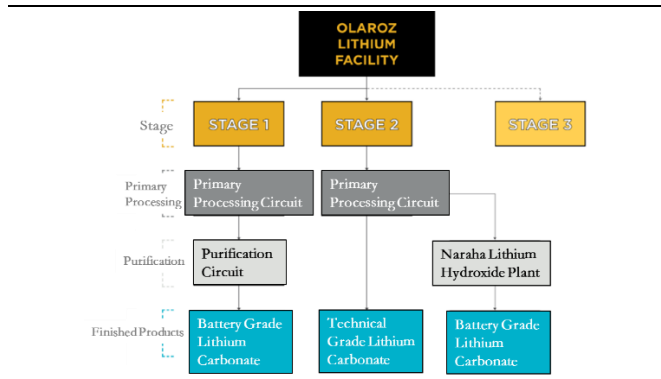 OLAROZ
LITHIUM
FACILITY
Stage
STAGE 1
STAGE 2
STAGE 3
Primary
Processing
Primary
Processing Circuit
Primary
Processing Circuit
Purification
Purification
Circuit
Naraha Lithium
Hydroxide Plant
Finished Products
Battery Grade
Lithium
Carbonate
Technical
Grade Lithium
Carbonate
Battery Grade
Lithium
Carbonate